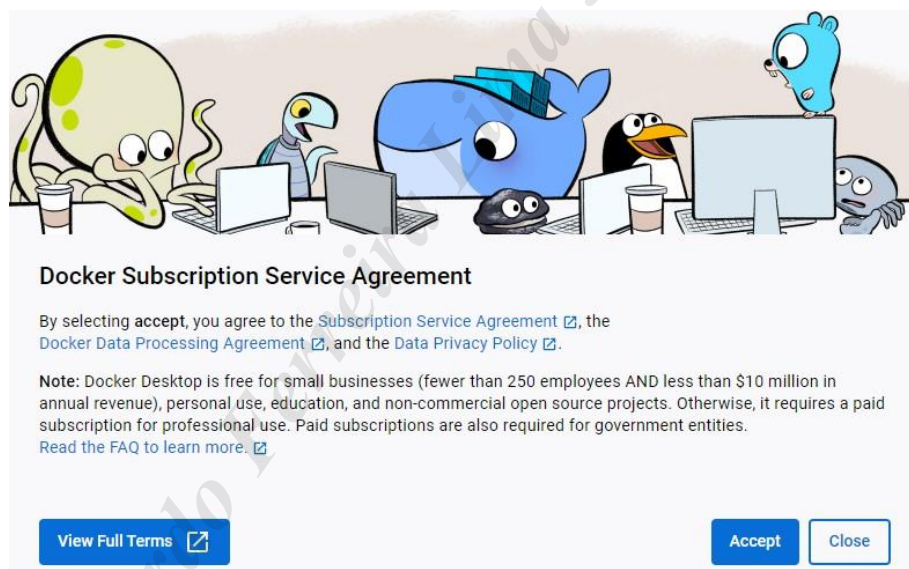 Docker Subscription Service Agreement
By selecting accept, you agree to the Subscription Service Agreement, the
Docker Data Processing Agreement, and the Data Privacy Policy.
Note: Docker Desktop is free for small businesses (fewer than 250 employees AND less than $10 million in
annual revenue), personal use, education, and non-commercial open source projects. Otherwise, it requires a paid
subscription for professional use. Paid subscriptions are also required for government entities.
Read the FAQ to learn more.
View Full Terms
Accept
Close
Ferreira Lima